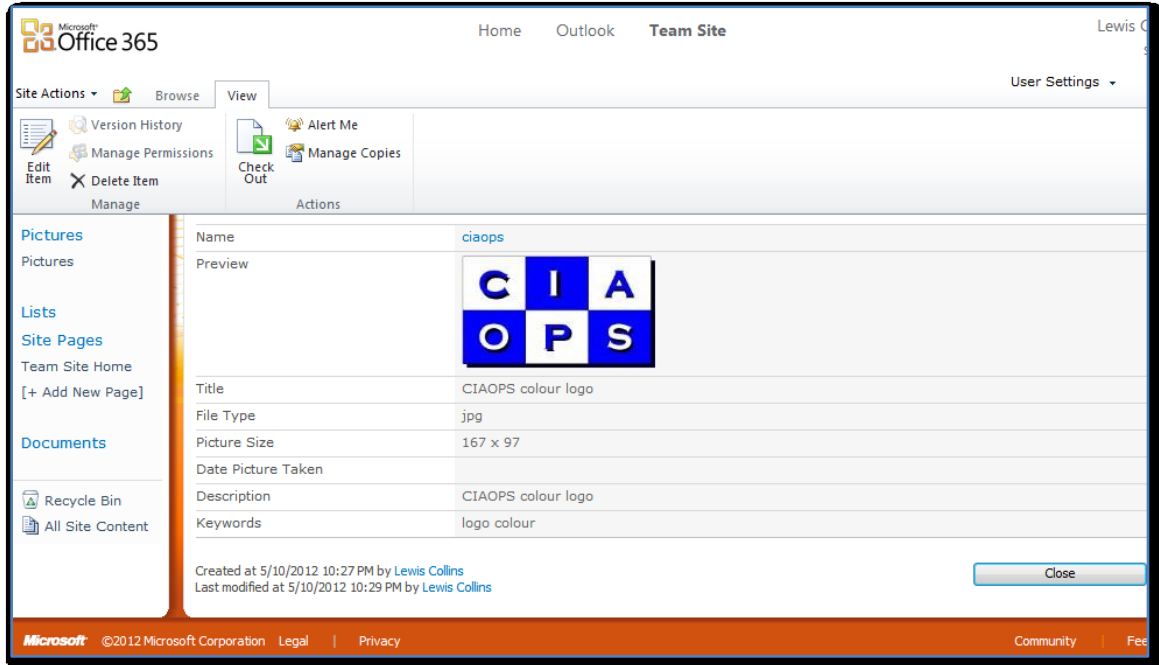 Microsoft®
Office 365
Home Outlook Team Site
Lewis C
Site Actions Browse View
User Settings
Version History
Manage Permissions
Edit Item
Delete Item
Manage
Check Out
Alert Me
Manage Copies
Actions
Pictures
Pictures
Lists
Site Pages
Team Site Home
[+ Add New Page]
Documents
Recycle Bin
All Site Content
Name ciaops
Preview
C I A
O P S
Title CIAOPS colour logo
File Type jpg
Picture Size 167 x 97
Date Picture Taken
Description CIAOPS colour logo
Keywords logo colour
Created at 5/10/2012 10:27 PM by Lewis Collins
Last modified at 5/10/2012 10:29 PM by Lewis Collins
Close
Microsoft ©2012 Microsoft Corporation Legal | Privacy
Community | Fee